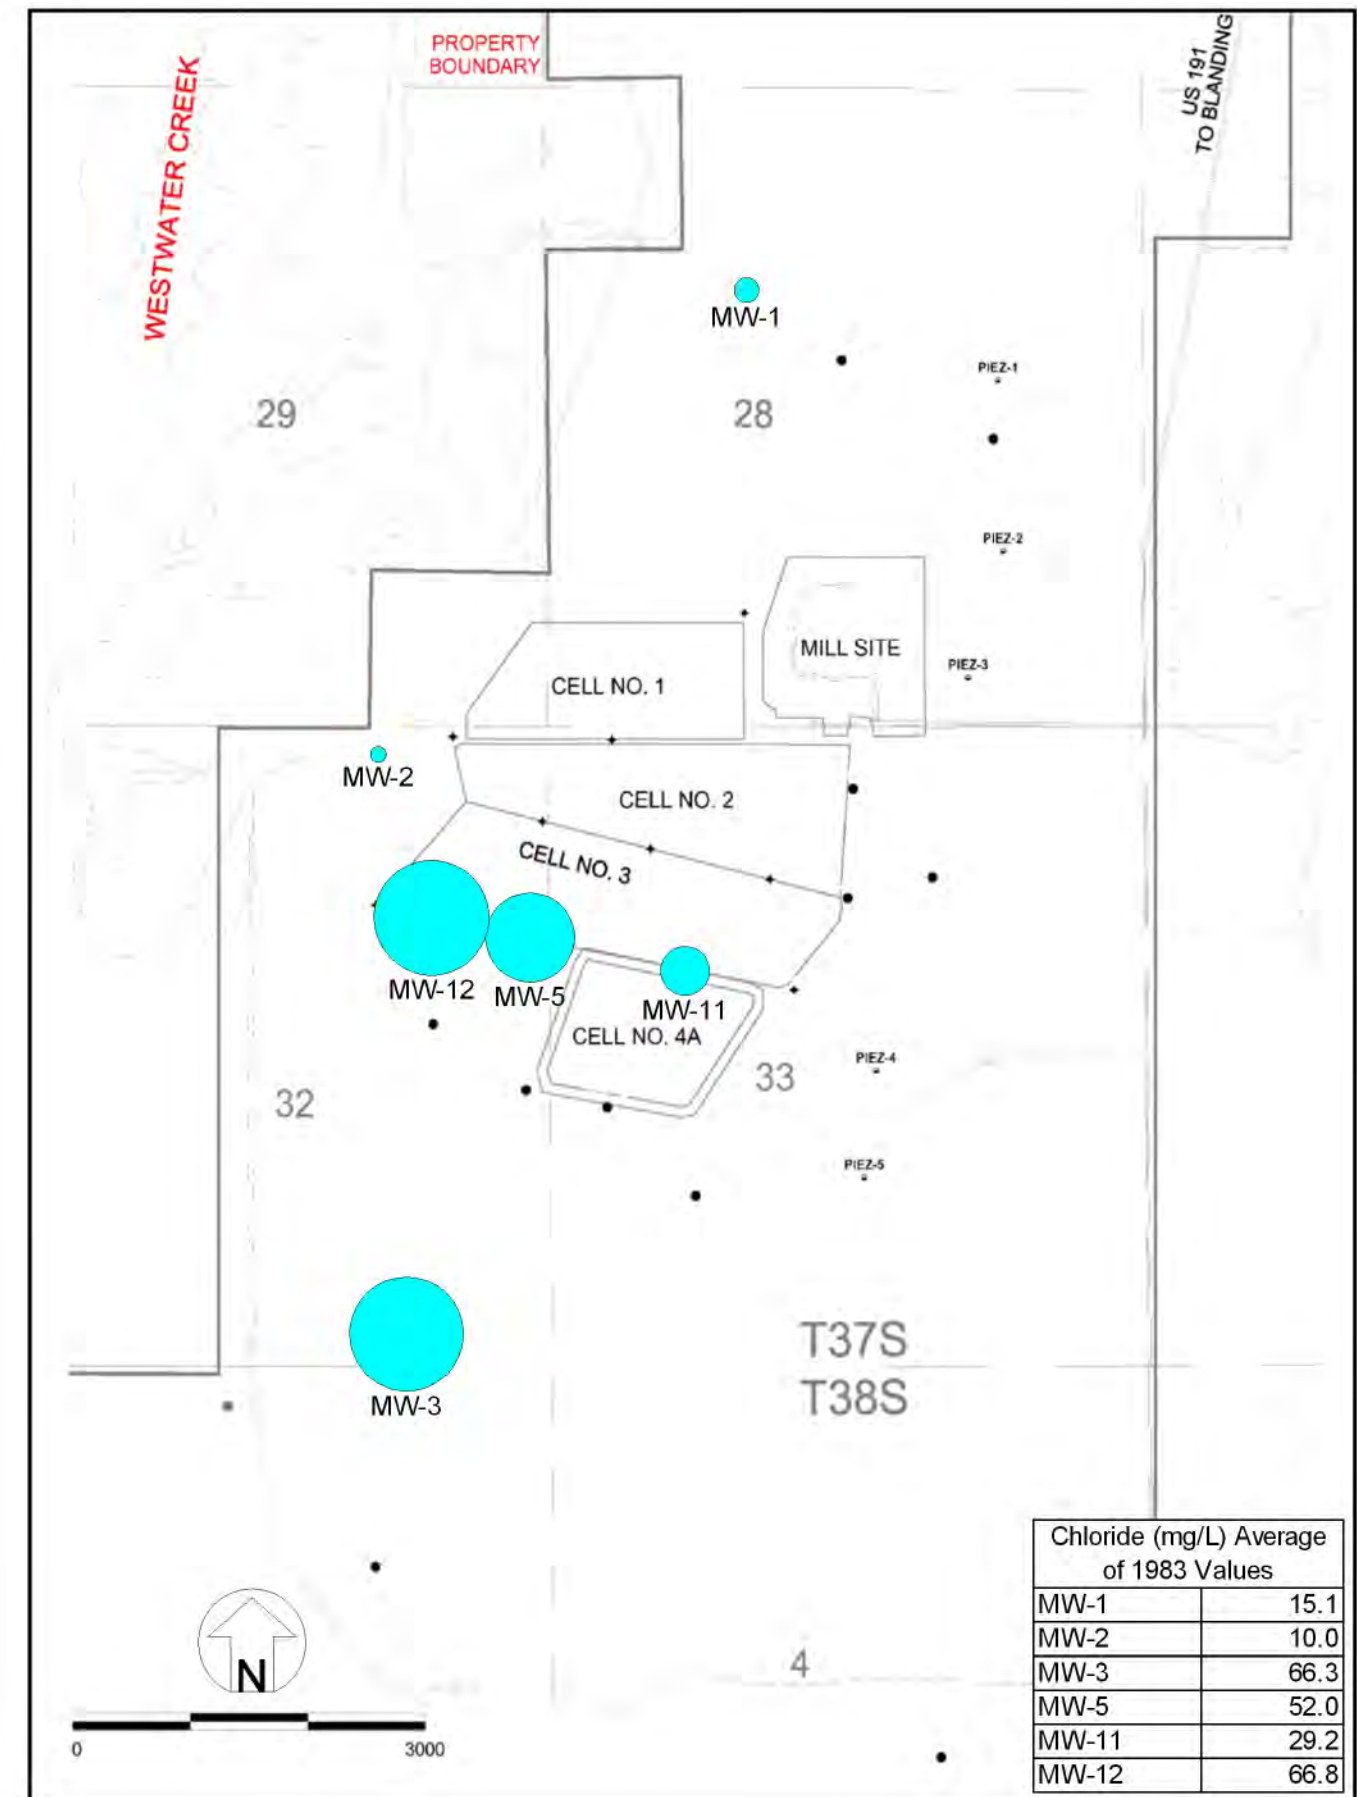 PROPERTY
BOUNDARY
WESTWATER CREEK
US 191
TO BLANDING
MW-1
PIEZ-1
29
28
PIEZ-2
MILL SITE
PIEZ-3
CELL NO. 1
MW-2
CELL NO. 2
CELL NO. 3
MW-12
MW-5
MW-11
CELL NO. 4A
PIEZ-4
33
32
PIEZ-5
T37S
T38S
MW-3
4
N
0 3000
Chloride (mg/L) Average
of 1983 Values
MW-1 15.1
MW-2 10.0
MW-3 66.3
MW-5 52.0
MW-11 29.2
MW-12 66.8